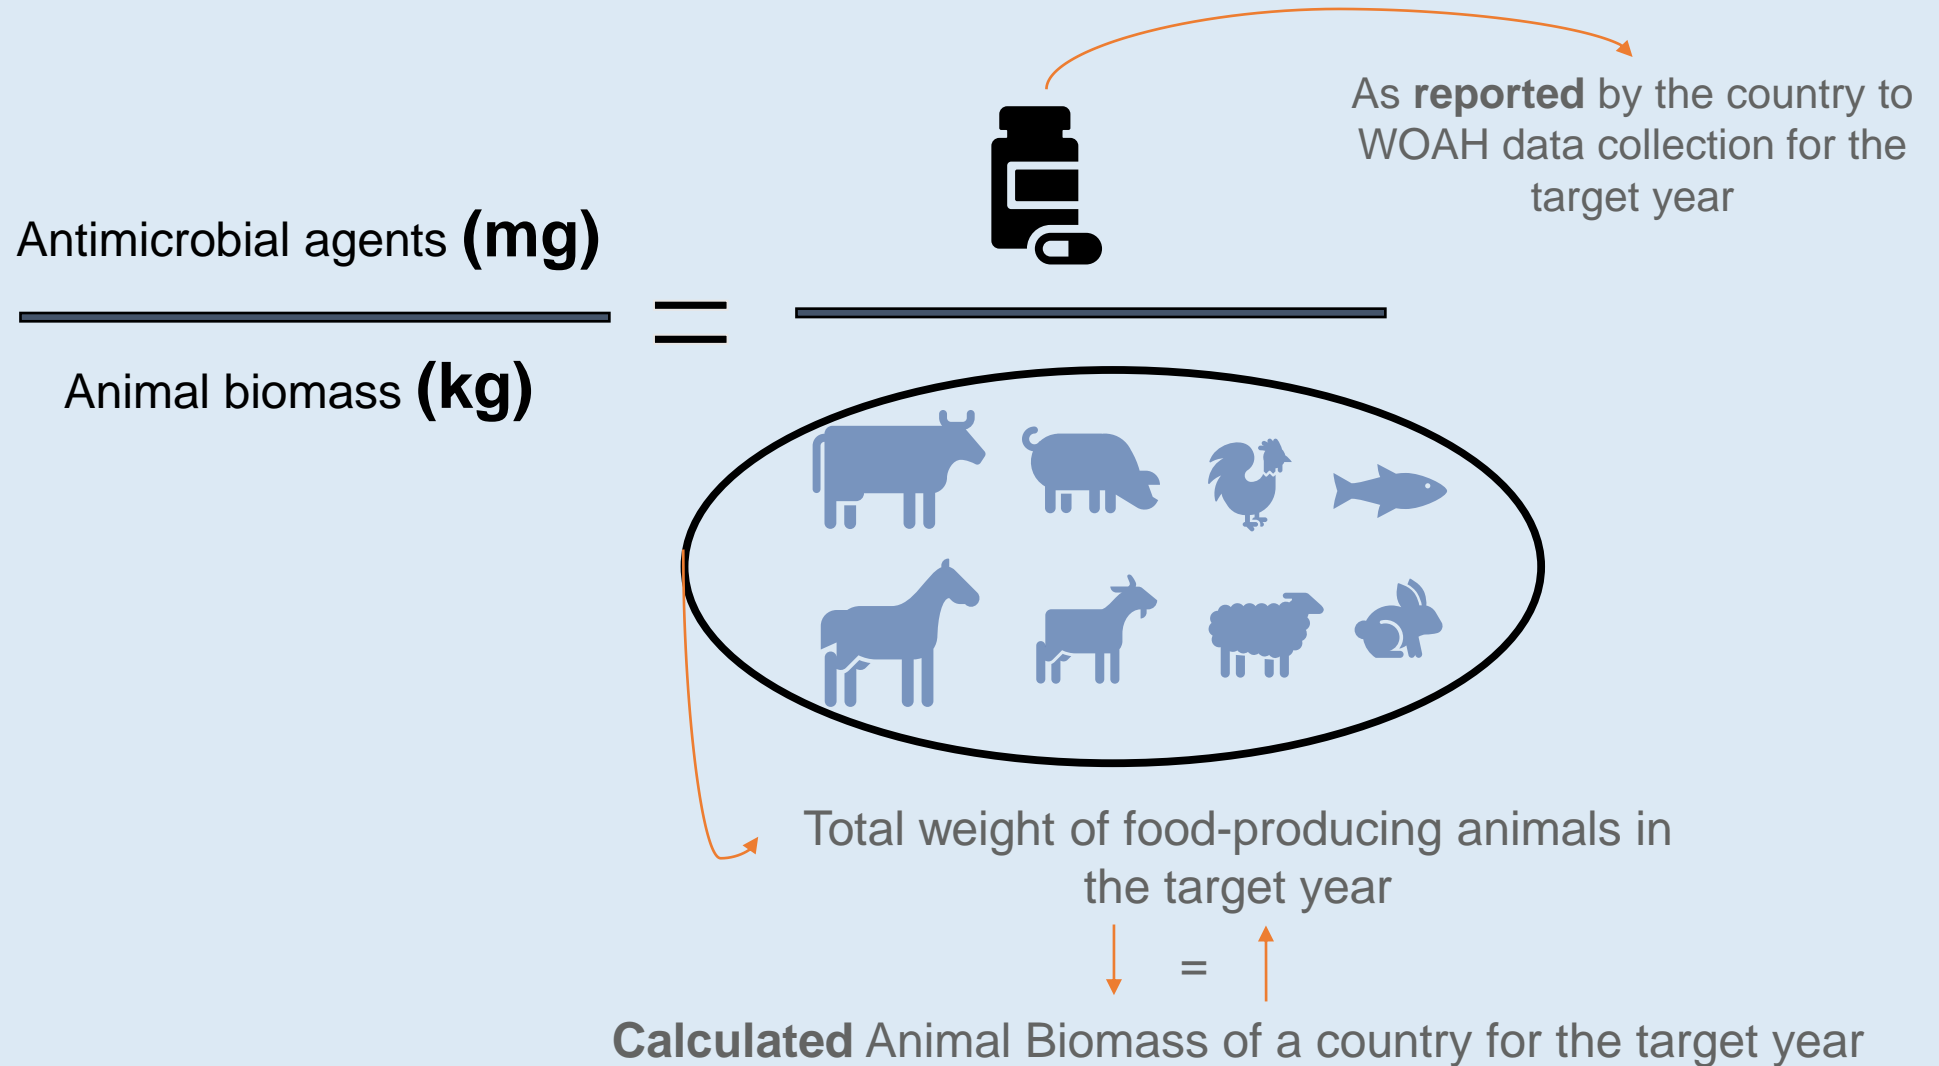 Antimicrobial agents (mg)
Animal biomass (kg)
=
As reported by the country to
WOAH data collection for the
target year
Total weight of food-producing animals in
the target year
=
Calculated Animal Biomass of a country for the target year